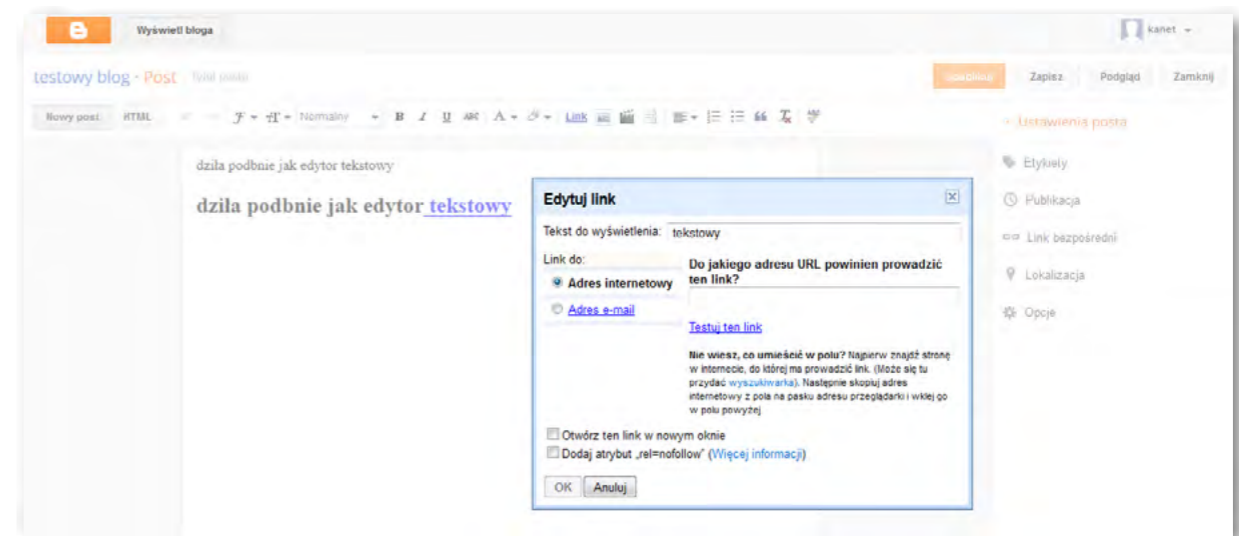 Wyświetl bloga
kanet
testowy blog · Post
Zapisz Podgląd Zamknij
Nowy post HTML Normalny B I U ABC A Link
Ustawienia posta
dziła podbnie jak edytor tekstowy
Etykiety
dziła podbnie jak edytor tekstowy
Publikacja
Link bezpośredni
Lokalizacja
Opcje
Edytuj link
Tekst do wyświetlenia: tekstowy
Link do:
Adres internetowy
Adres e-mail
Do jakiego adresu URL powinien prowadzić
ten link?
Testuj ten link
Nie wiesz, co umieścić w polu? Najpierw znajdź stronę
w internecie, do której ma prowadzić link. (Może się tu
przydać wyszukiwarka). Następnie skopiuj adres
internetowy z pola na pasku adresu przeglądarki i wklej go
w polu powyżej
Otwórz ten link w nowym oknie
Dodaj atrybut „rel=nofollow” (Więcej informacji)
OK Anuluj